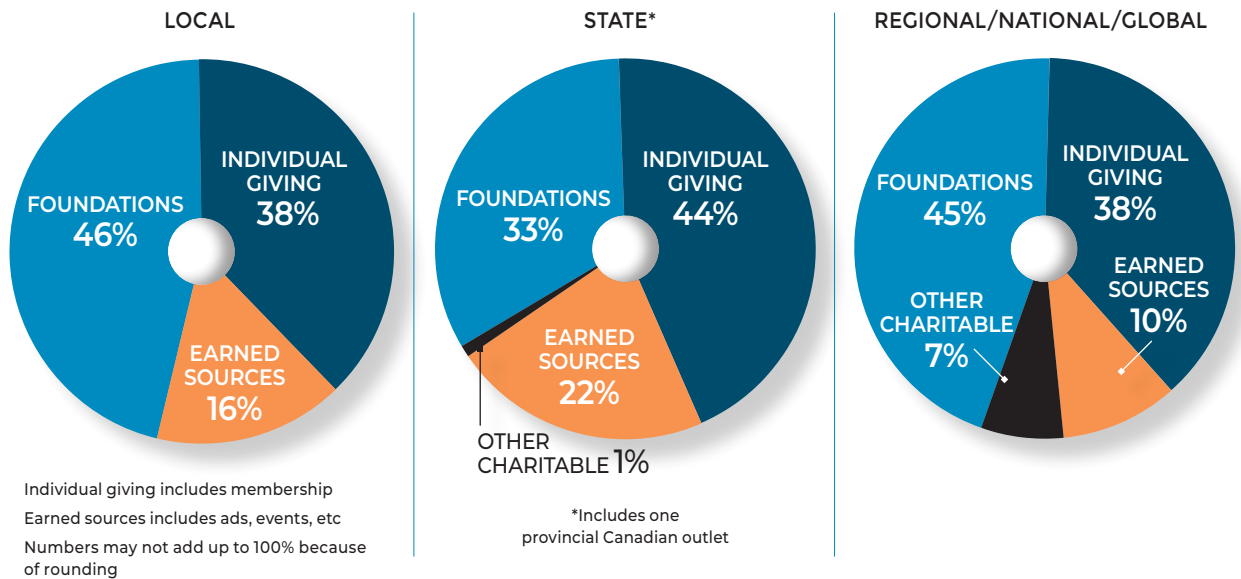 LOCAL
FOUNDATIONS
46%
INDIVIDUAL
GIVING
38%
EARNED
SOURCES
16%
Individual giving includes membership
Earned sources includes ads, events, etc
Numbers may not add up to 100% because
of rounding
STATE*
FOUNDATIONS
33%
INDIVIDUAL
GIVING
44%
EARNED
SOURCES
22%
OTHER
CHARITABLE 1%
*Includes one
provincial Canadian outlet
REGIONAL/NATIONAL/GLOBAL
FOUNDATIONS
45%
INDIVIDUAL
GIVING
38%
EARNED
SOURCES
10%
OTHER
CHARITABLE
7%